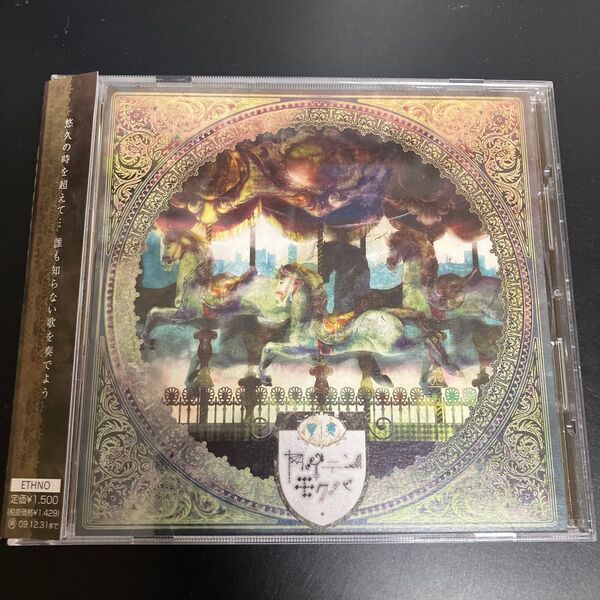 悠久の時を超えて… 誰も知らない歌を奏でよう
ETHNO
定価¥1,500
(税抜価格¥1,429)
再 09.12.31まで